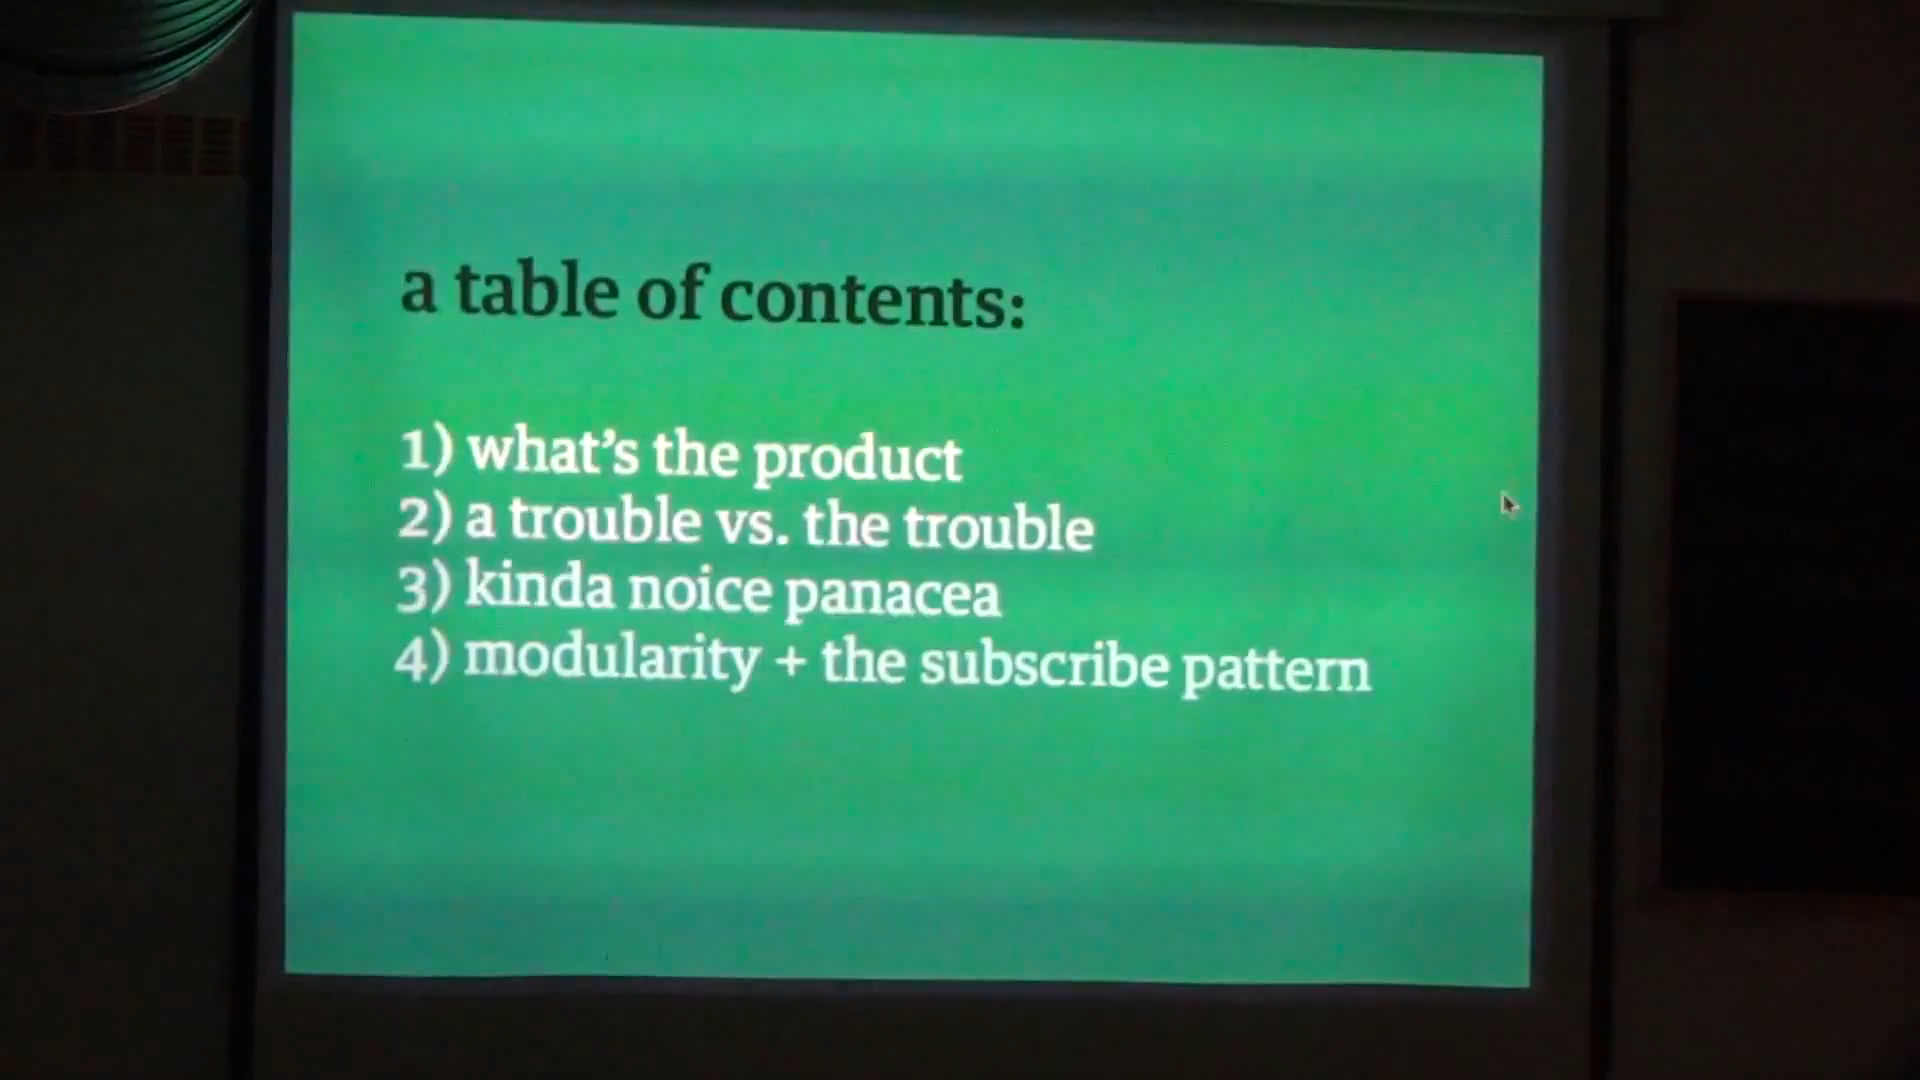 a table of contents:
1) what's the product
2) a trouble vs. the trouble
3) kinda noice panacea
4) modularity + the subscribe pattern